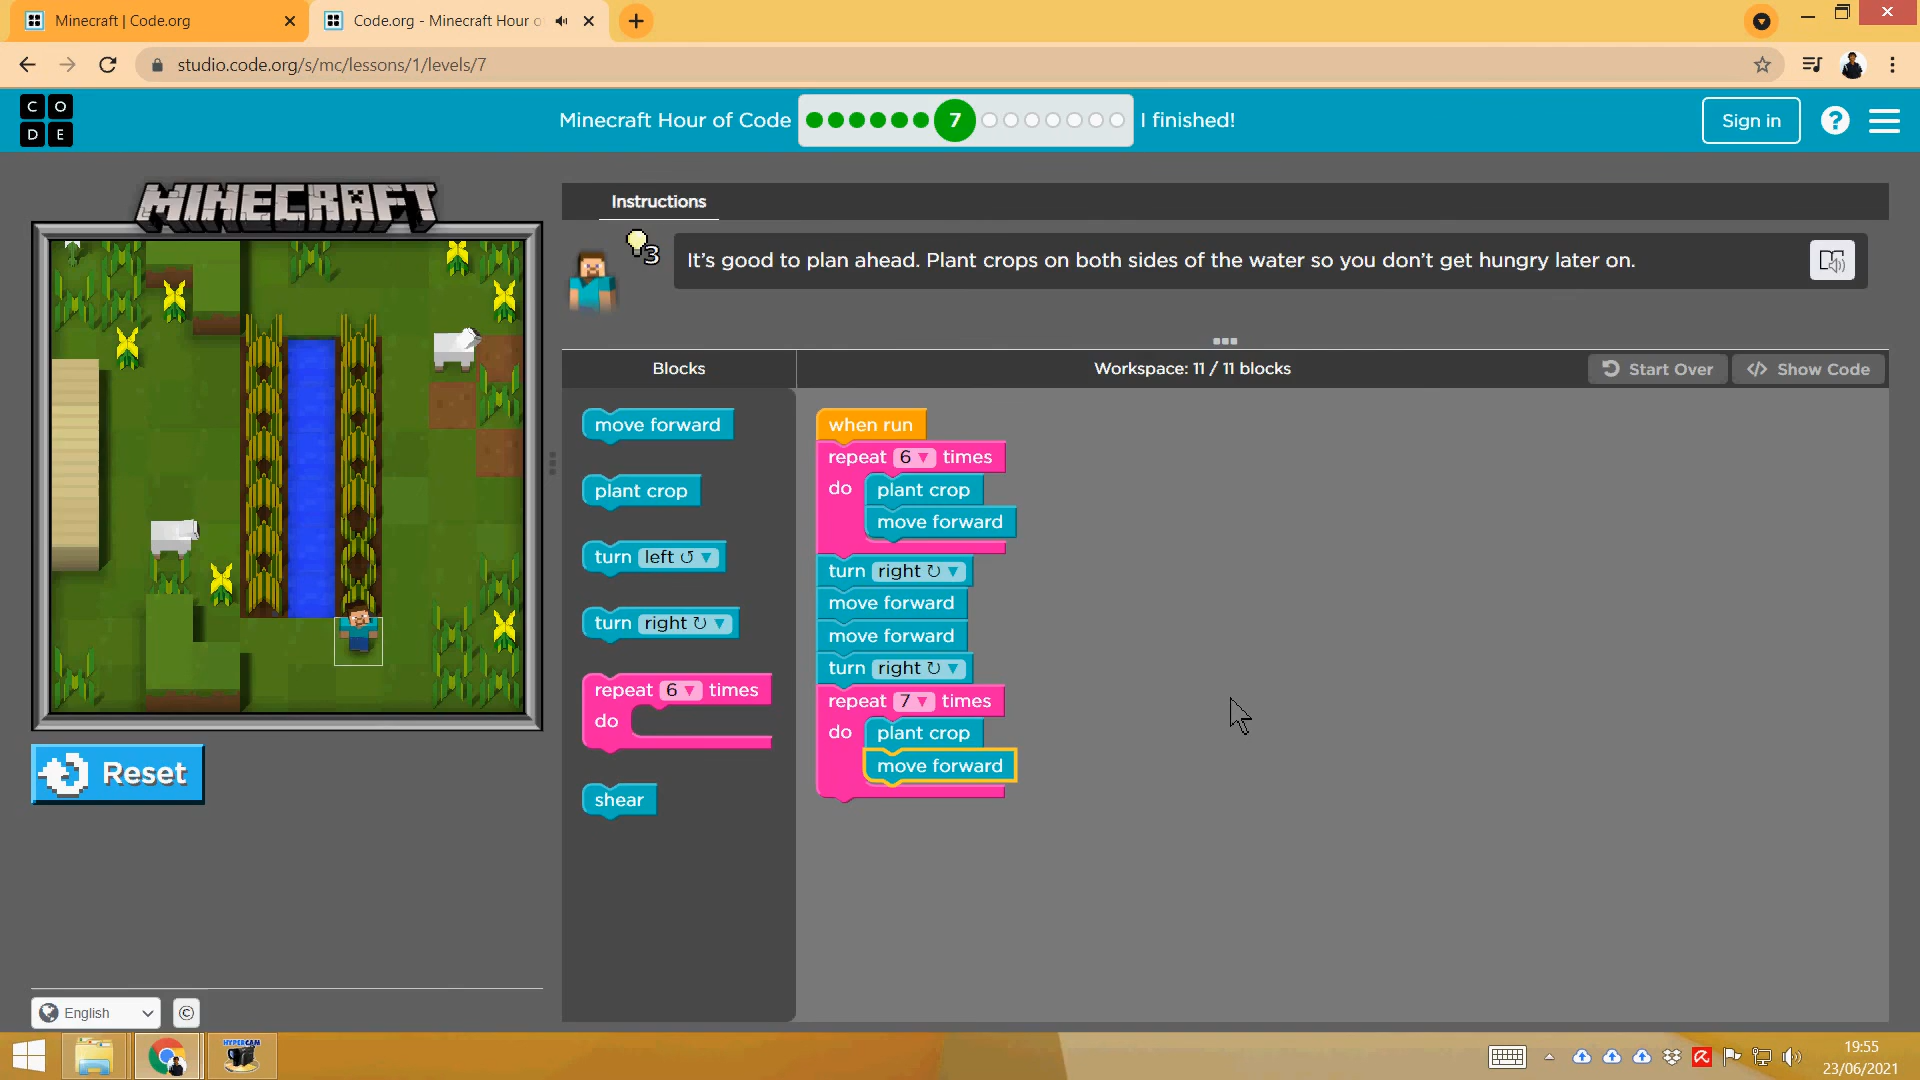 Minecraft | Code.org
Code.org - Minecraft Hour o
studio.code.org/s/mc/lessons/1/levels/7
C O
D E
Minecraft Hour of Code
7
I finished!
Sign in
?
MINECRAFT
Instructions
3
It's good to plan ahead. Plant crops on both sides of the water so you don't get hungry later on.
Blocks
Workspace: 11 / 11 blocks
Start Over
</> Show Code
move forward
plant crop
turn left ↺ ▼
turn right ↻ ▼
repeat 6 ▼ times
do
shear
when run
repeat 6 ▼ times
do plant crop
move forward
turn right ↻ ▼
move forward
move forward
turn right ↻ ▼
repeat 7 ▼ times
do plant crop
move forward
Reset
English
©
HYPERCAM
19:55
23/06/2021